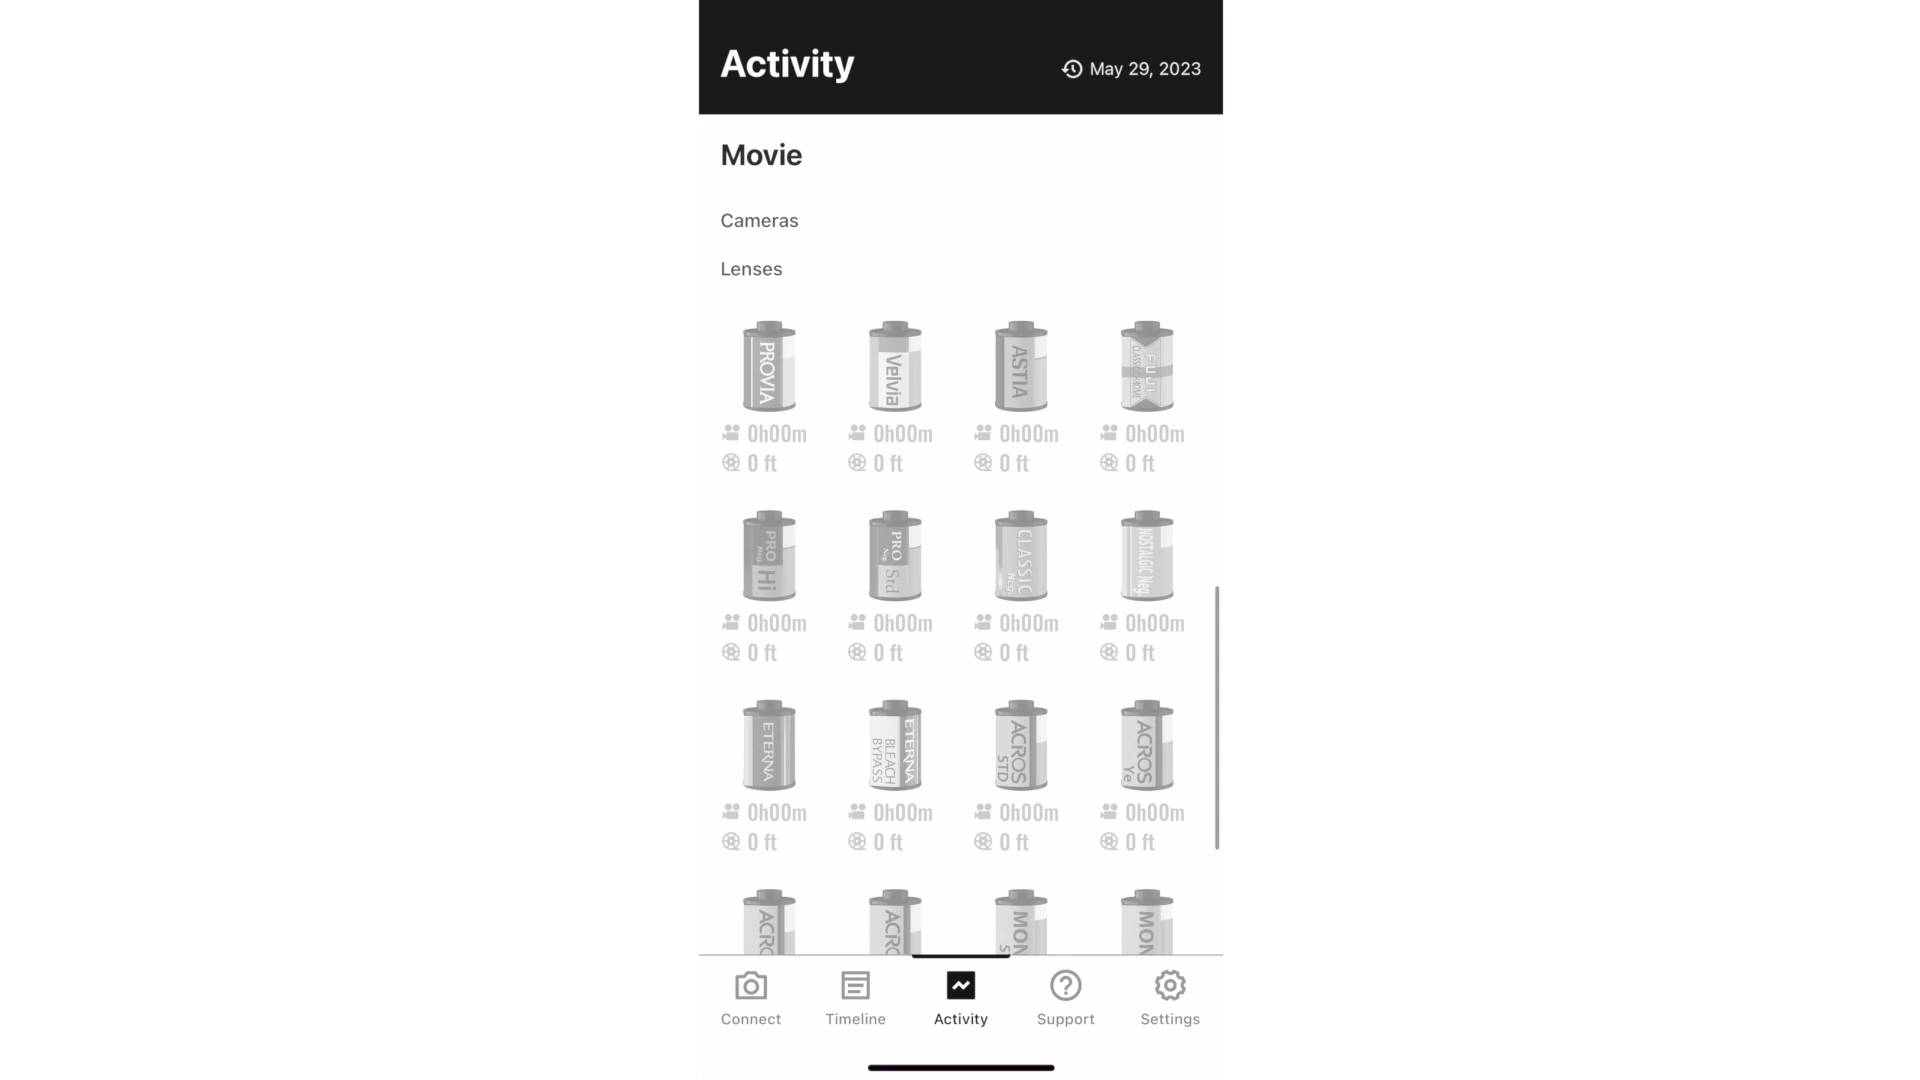 Activity
May 29, 2023
Movie
Cameras
Lenses
PROVIA
Velvia
ASTIA
FUJI
CLASSIC CHROME
0h00m 0h00m 0h00m 0h00m
0 ft 0 ft 0 ft 0 ft
PRO
Neg.
Hi
PRO
Neg.
Std
CLASSIC
Neg.
NOSTALGIC Neg.
0h00m 0h00m 0h00m 0h00m
0 ft 0 ft 0 ft 0 ft
ETERNA
ETERNA
BLEACH
BYPASS
ACROS
STD
ACROS
Ye
0h00m 0h00m 0h00m 0h00m
0 ft 0 ft 0 ft 0 ft
ACRO
ACRO
MON
S
MON
Connect Timeline Activity Support Settings